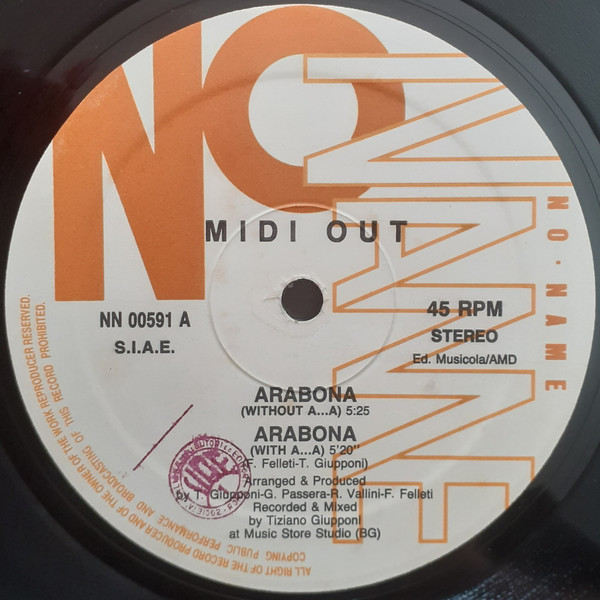 NO
NAME
NO·NAME
MIDI OUT
NN 00591 A
S.I.A.E.
45 RPM
STEREO
Ed. Musicola/AMD
ARABONA
(WITHOUT A...A) 5:25
ARABONA
(WITH A...A) 5'20"
(F. Felleti-T. Giupponi)
Arranged & Produced
by T. Giupponi-G. Passera-R. Vallini-F. Felleti
Recorded & Mixed
by Tiziano Giupponi
at Music Store Studio (BG)
ALL RIGHT OF THE RECORD PRODUCER AND OF THE OWNER OF THE WORK REPRODUCER RESERVED.
COPYING PUBLIC PERFORMANCE AND BROADCASTING OF THIS RECORD PROHIBITED.